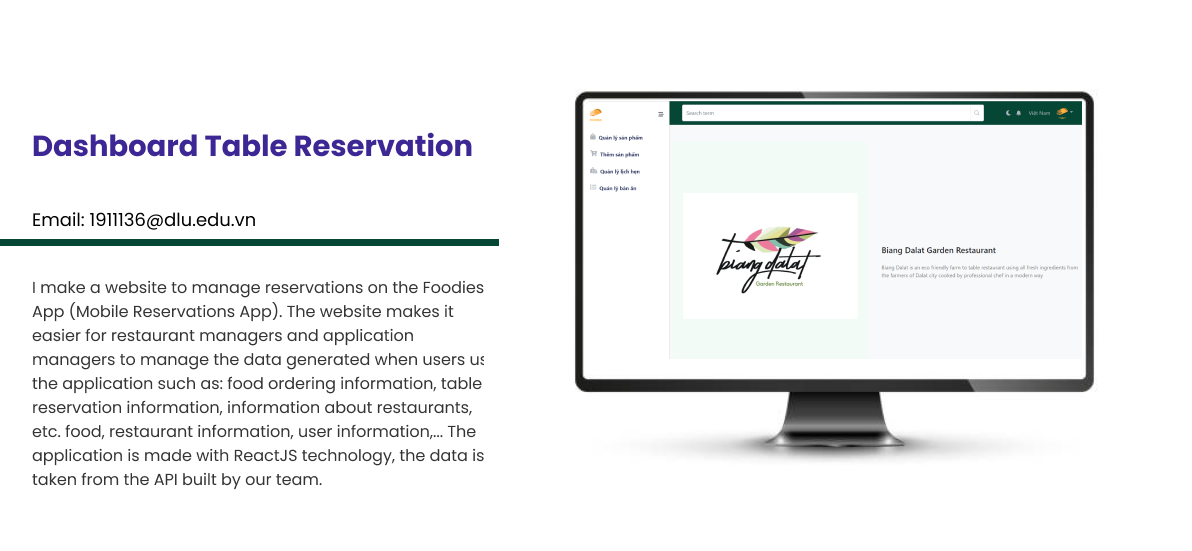 Dashboard Table Reservation
Email: 1911136@dlu.edu.vn
I make a website to manage reservations on the Foodies
App (Mobile Reservations App). The website makes it
easier for restaurant managers and application
managers to manage the data generated when users us
the application such as: food ordering information, table
reservation information, information about restaurants,
etc. food, restaurant information, user information,... The
application is made with ReactJS technology, the data is
taken from the API built by our team.
Search term
Việt Nam
Quản lý sản phẩm
Thêm sản phẩm
Quản lý lịch hẹn
Quản lý bàn ăn
biang dalat
Garden Restaurant
Biang Dalat Garden Restaurant
Biang Dalat is an eco friendly farm to table restaurant using all fresh ingredients from
the farmers of Dalat city cooked by professional chef in a modern way